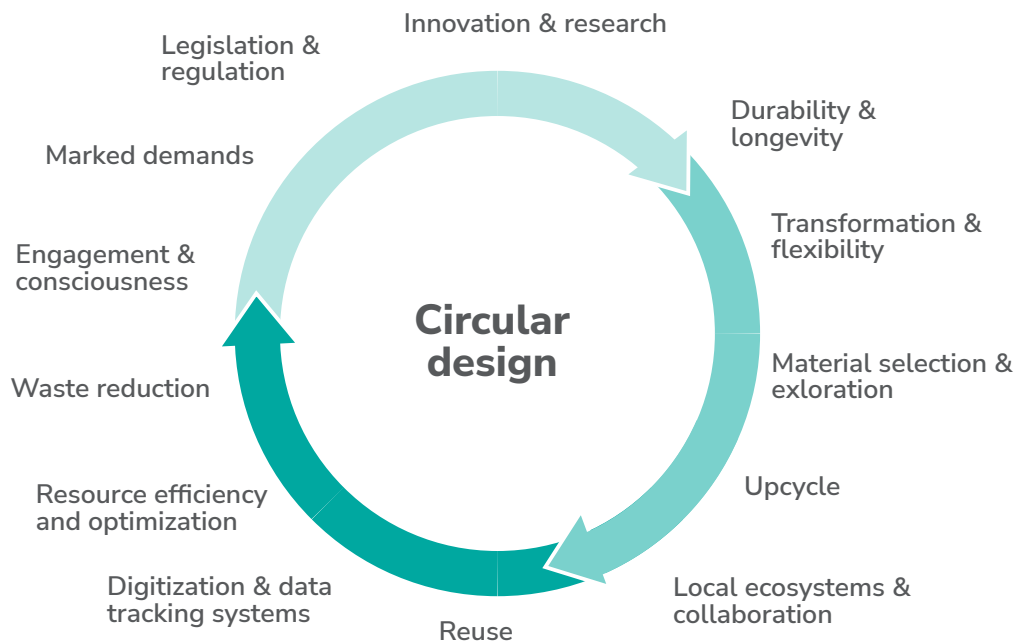 Innovation & research
Durability &
longevity
Transformation &
flexibility
Material selection &
exloration
Upcycle
Local ecosystems &
collaboration
Reuse
Digitization & data
tracking systems
Resource efficiency
and optimization
Waste reduction
Engagement &
consciousness
Marked demands
Legislation &
regulation
Circular
design